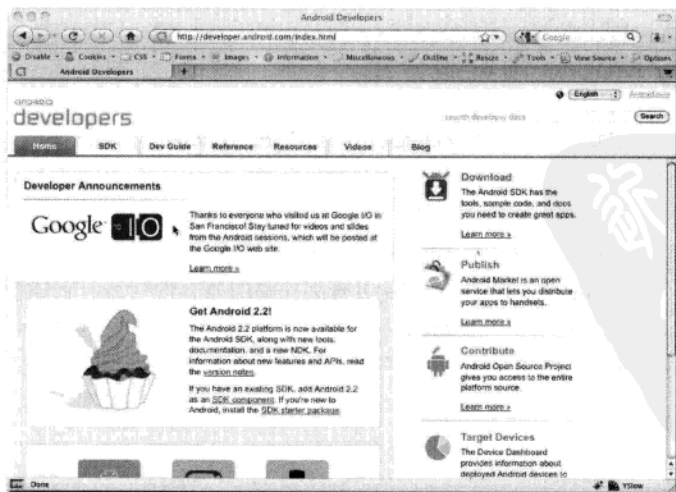 Android Developers
http://developer.android.com/index.html
Google
Disable Cookies CSS Forms Images Information Miscellaneous Outline Resize Tools View Source Options
Android Developers
English
Android.com
android
developers
search developer docs
Search
Home SDK Dev Guide Reference Resources Videos Blog
Developer Announcements
Google I/O
Thanks to everyone who visited us at Google I/O in
San Francisco! Stay tuned for videos and slides
from the Android sessions, which will be posted at
the Google I/O web site.
Learn more »
Get Android 2.2!
The Android 2.2 platform is now available for
the Android SDK, along with new tools,
documentation, and a new NDK. For
information about new features and APIs, read
the version notes.
If you have an existing SDK, add Android 2.2
as an SDK component. If you're new to
Android, install the SDK starter package.
Download
The Android SDK has the
tools, sample code, and docs
you need to create great apps.
Learn more »
Publish
Android Market is an open
service that lets you distribute
your apps to handsets.
Learn more »
Contribute
Android Open Source Project
gives you access to the entire
platform source.
Learn more »
Target Devices
The Device Dashboard
provides information about
deployed Android devices to
Done
YSlow